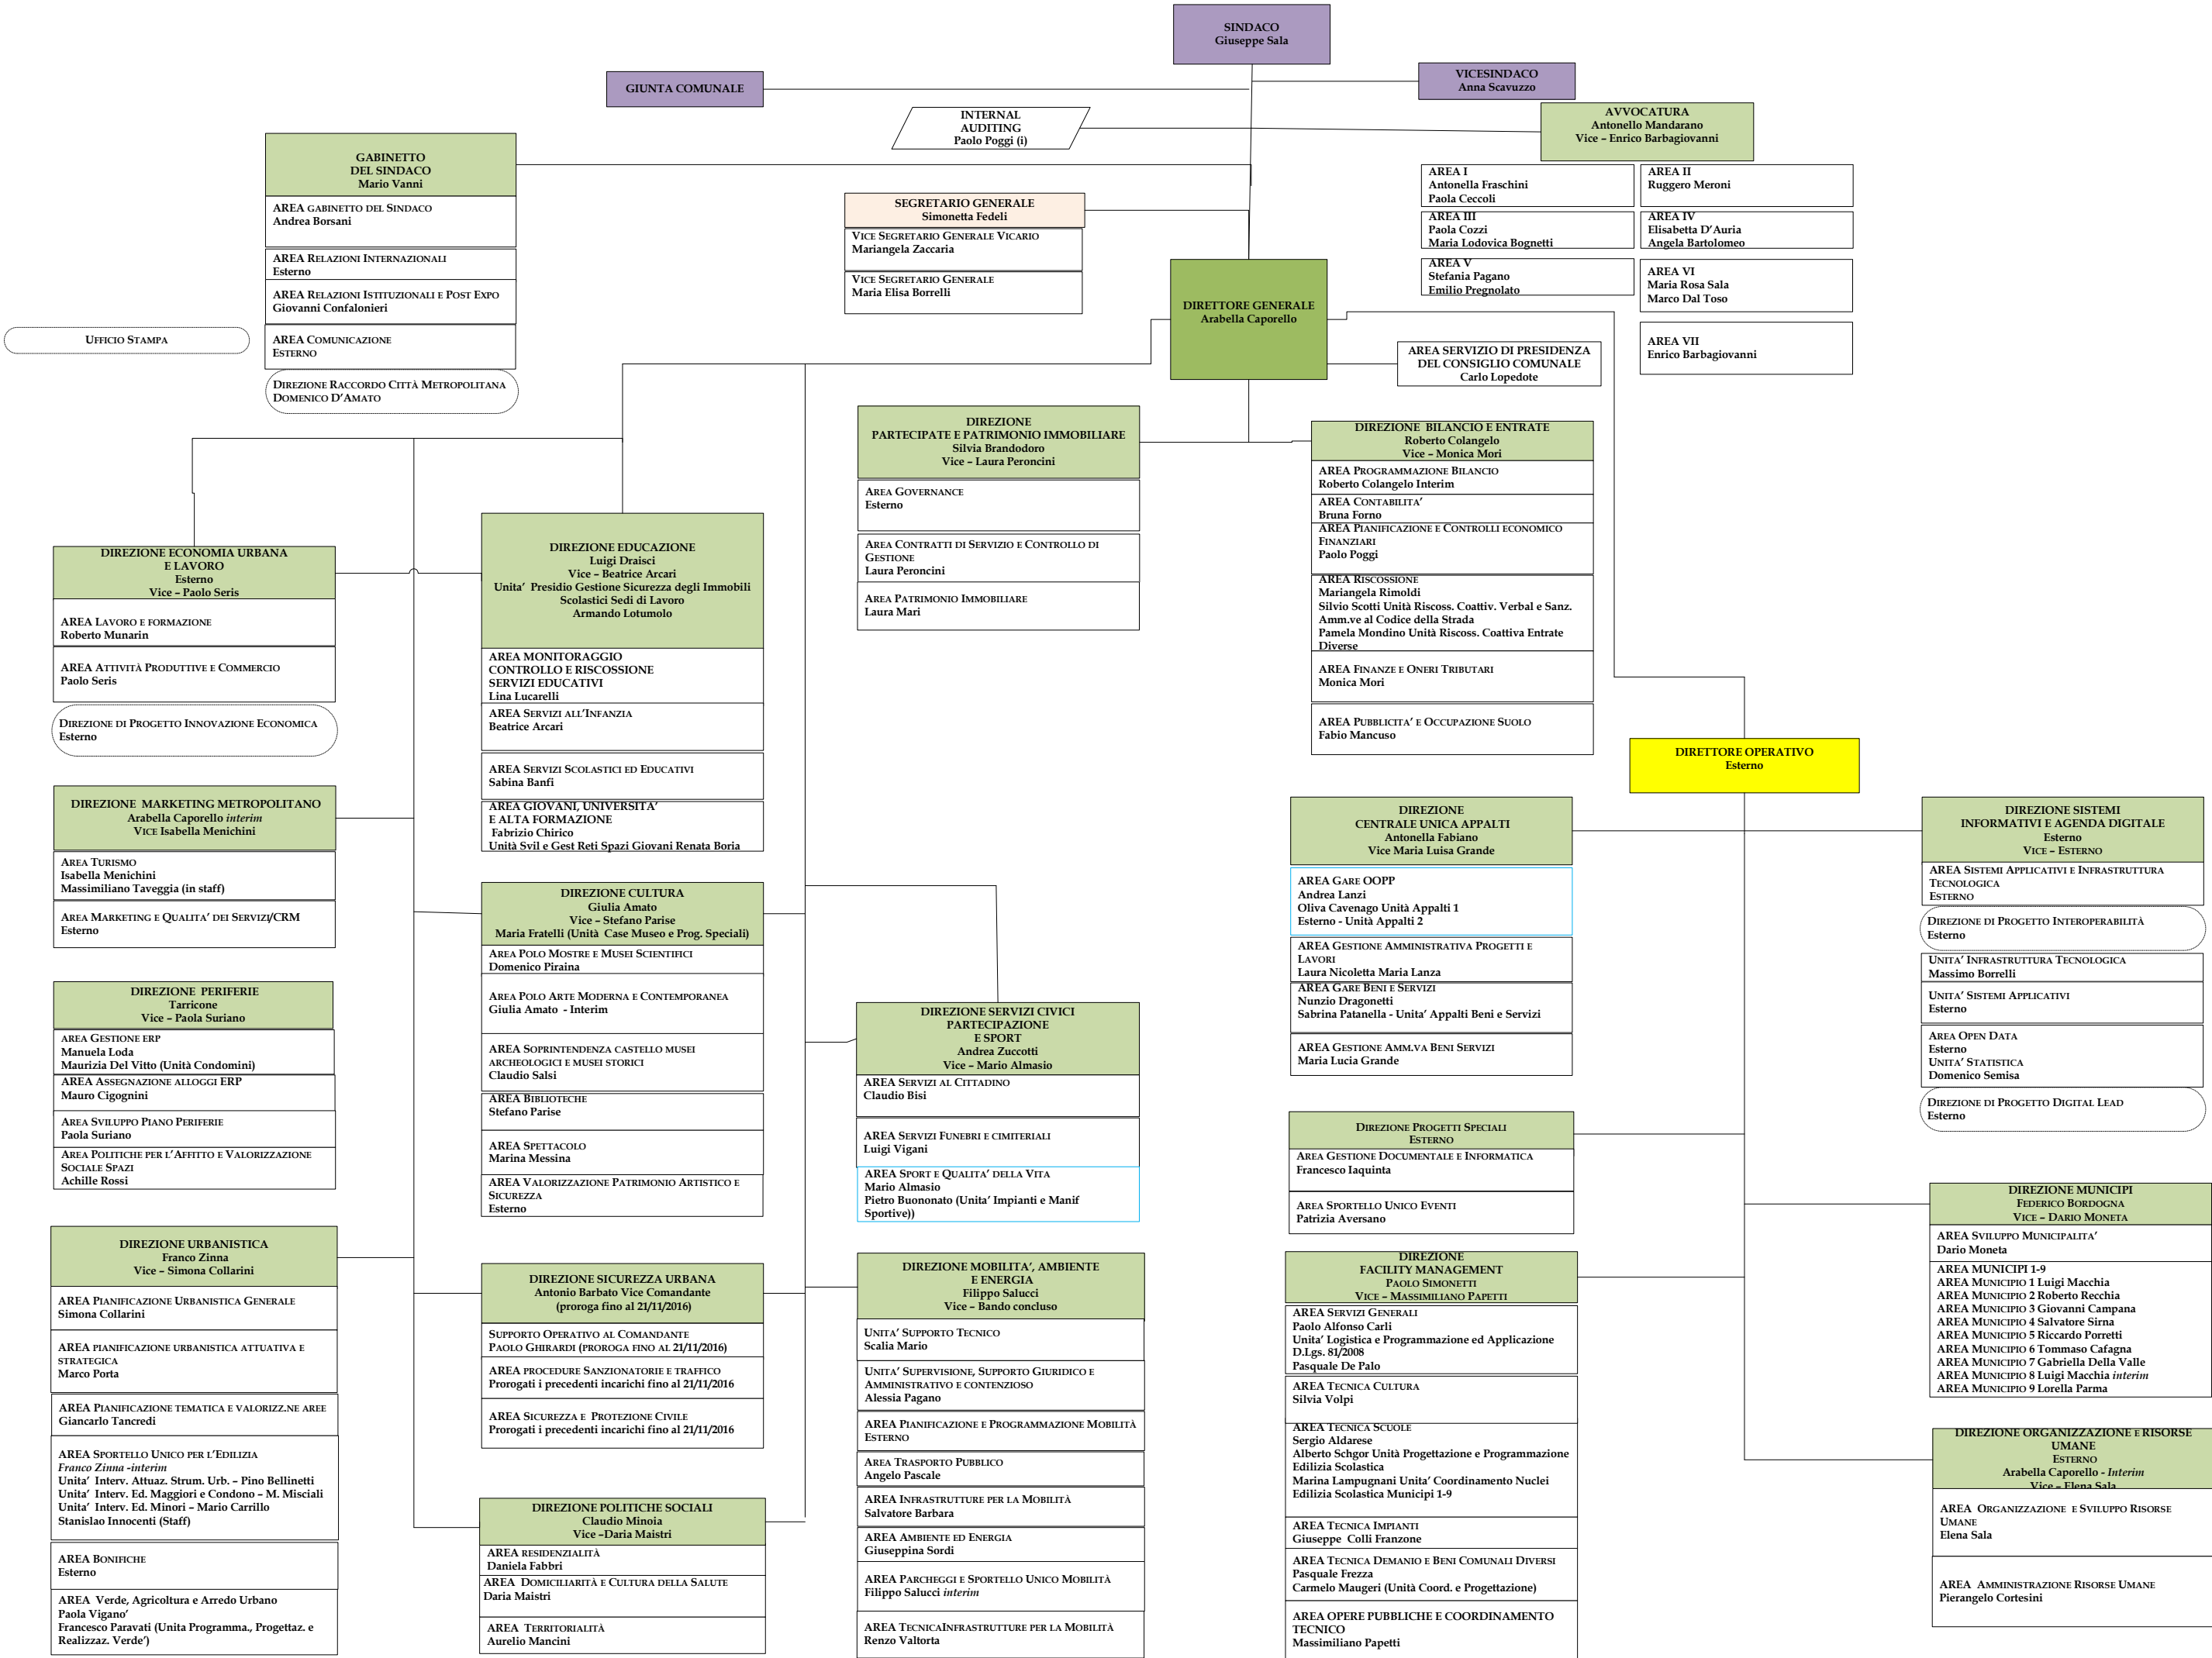 SINDACO
Giuseppe Sala
GIUNTA COMUNALE
VICESINDACO
Anna Scavuzzo
INTERNAL
AUDITING
Paolo Poggi (i)
AVVOCATURA
Antonello Mandarano
Vice – Enrico Barbagiovanni
AREA I
Antonella Fraschini
Paola Ceccoli
AREA II
Ruggero Meroni
AREA III
Paola Cozzi
Maria Lodovica Bognetti
AREA IV
Elisabetta D'Auria
Angela Bartolomeo
AREA V
Stefania Pagano
Emilio Pregnolato
AREA VI
Maria Rosa Sala
Marco Dal Toso
AREA VII
Enrico Barbagiovanni
GABINETTO
DEL SINDACO
Mario Vanni
AREA GABINETTO DEL SINDACO
Andrea Borsani
AREA RELAZIONI INTERNAZIONALI
Esterno
AREA RELAZIONI ISTITUZIONALI E POST EXPO
Giovanni Confalonieri
AREA COMUNICAZIONE
ESTERNO
UFFICIO STAMPA
DIREZIONE RACCORDO CITTÀ METROPOLITANA
DOMENICO D'AMATO
SEGRETARIO GENERALE
Simonetta Fedeli
VICE SEGRETARIO GENERALE VICARIO
Mariangela Zaccaria
VICE SEGRETARIO GENERALE
Maria Elisa Borrelli
DIRETTORE GENERALE
Arabella Caporello
AREA SERVIZIO DI PRESIDENZA
DEL CONSIGLIO COMUNALE
Carlo Lopedote
DIREZIONE
PARTECIPATE E PATRIMONIO IMMOBILIARE
Silvia Brandodoro
Vice – Laura Peroncini
AREA GOVERNANCE
Esterno
AREA CONTRATTI DI SERVIZIO E CONTROLLO DI
GESTIONE
Laura Peroncini
AREA PATRIMONIO IMMOBILIARE
Laura Mari
DIREZIONE BILANCIO E ENTRATE
Roberto Colangelo
Vice – Monica Mori
AREA PROGRAMMAZIONE BILANCIO
Roberto Colangelo Interim
AREA CONTABILITA'
Bruna Forno
AREA PIANIFICAZIONE E CONTROLLI ECONOMICO
FINANZIARI
Paolo Poggi
AREA RISCOSSIONE
Mariangela Rimoldi
Silvio Scotti Unità Riscoss. Coattiv. Verbal e Sanz.
Amm.ve al Codice della Strada
Pamela Mondino Unità Riscoss. Coattiva Entrate
Diverse
AREA FINANZE E ONERI TRIBUTARI
Monica Mori
AREA PUBBLICITA' E OCCUPAZIONE SUOLO
Fabio Mancuso
DIREZIONE ECONOMIA URBANA
E LAVORO
Esterno
Vice – Paolo Seris
AREA LAVORO E FORMAZIONE
Roberto Munarin
AREA ATTIVITÀ PRODUTTIVE E COMMERCIO
Paolo Seris
DIREZIONE DI PROGETTO INNOVAZIONE ECONOMICA
Esterno
DIREZIONE MARKETING METROPOLITANO
Arabella Caporello interim
VICE Isabella Menichini
AREA TURISMO
Isabella Menichini
Massimiliano Taveggia (in staff)
AREA MARKETING E QUALITA' DEI SERVIZI/CRM
Esterno
DIREZIONE PERIFERIE
Tarricone
Vice – Paola Suriano
AREA GESTIONE ERP
Manuela Loda
Maurizia Del Vitto (Unità Condomini)
AREA ASSEGNAZIONE ALLOGGI ERP
Mauro Cigognini
AREA SVILUPPO PIANO PERIFERIE
Paola Suriano
AREA POLITICHE PER L'AFFITTO E VALORIZZAZIONE
SOCIALE SPAZI
Achille Rossi
DIREZIONE URBANISTICA
Franco Zinna
Vice – Simona Collarini
AREA PIANIFICAZIONE URBANISTICA GENERALE
Simona Collarini
AREA PIANIFICAZIONE URBANISTICA ATTUATIVA E
STRATEGICA
Marco Porta
AREA PIANIFICAZIONE TEMATICA E VALORIZZ.NE AREE
Giancarlo Tancredi
AREA SPORTELLO UNICO PER L'EDILIZIA
Franco Zinna -interim
Unita' Interv. Attuaz. Strum. Urb. – Pino Bellinetti
Unita' Interv. Ed. Maggiori e Condono – M. Misciali
Unita' Interv. Ed. Minori – Mario Carrillo
Stanislao Innocenti (Staff)
AREA BONIFICHE
Esterno
AREA Verde, Agricoltura e Arredo Urbano
Paola Vigano'
Francesco Paravati (Unita Programma., Progettaz. e
Realizzaz. Verde')
DIREZIONE EDUCAZIONE
Luigi Draisci
Vice – Beatrice Arcari
Unita' Presidio Gestione Sicurezza degli Immobili
Scolastici Sedi di Lavoro
Armando Lotumolo
AREA MONITORAGGIO
CONTROLLO E RISCOSSIONE
SERVIZI EDUCATIVI
Lina Lucarelli
AREA SERVIZI ALL'INFANZIA
Beatrice Arcari
AREA SERVIZI SCOLASTICI ED EDUCATIVI
Sabina Banfi
AREA GIOVANI, UNIVERSITA'
E ALTA FORMAZIONE
Fabrizio Chirico
Unità Svil e Gest Reti Spazi Giovani Renata Boria
DIREZIONE CULTURA
Giulia Amato
Vice – Stefano Parise
Maria Fratelli (Unità Case Museo e Prog. Speciali)
AREA POLO MOSTRE E MUSEI SCIENTIFICI
Domenico Piraina
AREA POLO ARTE MODERNA E CONTEMPORANEA
Giulia Amato - Interim
AREA SOPRINTENDENZA CASTELLO MUSEI
ARCHEOLOGICI E MUSEI STORICI
Claudio Salsi
AREA BIBLIOTECHE
Stefano Parise
AREA SPETTACOLO
Marina Messina
AREA VALORIZZAZIONE PATRIMONIO ARTISTICO E
SICUREZZA
Esterno
DIREZIONE SICUREZZA URBANA
Antonio Barbato Vice Comandante
(proroga fino al 21/11/2016)
SUPPORTO OPERATIVO AL COMANDANTE
PAOLO GHIRARDI (PROROGA FINO AL 21/11/2016)
AREA PROCEDURE SANZIONATORIE E TRAFFICO
Prorogati i precedenti incarichi fino al 21/11/2016
AREA SICUREZZA E PROTEZIONE CIVILE
Prorogati i precedenti incarichi fino al 21/11/2016
DIREZIONE POLITICHE SOCIALI
Claudio Minoia
Vice –Daria Maistri
AREA RESIDENZIALITÀ
Daniela Fabbri
AREA DOMICILIARITÀ E CULTURA DELLA SALUTE
Daria Maistri
AREA TERRITORIALITÀ
Aurelio Mancini
DIREZIONE SERVIZI CIVICI
PARTECIPAZIONE
E SPORT
Andrea Zuccotti
Vice – Mario Almasio
AREA SERVIZI AL CITTADINO
Claudio Bisi
AREA SERVIZI FUNEBRI E CIMITERIALI
Luigi Vigani
AREA SPORT E QUALITA' DELLA VITA
Mario Almasio
Pietro Buononato (Unita' Impianti e Manif
Sportive))
DIREZIONE MOBILITA', AMBIENTE
E ENERGIA
Filippo Salucci
Vice – Bando concluso
UNITA' SUPPORTO TECNICO
Scalia Mario
UNITA' SUPERVISIONE, SUPPORTO GIURIDICO E
AMMINISTRATIVO E CONTENZIOSO
Alessia Pagano
AREA PIANIFICAZIONE E PROGRAMMAZIONE MOBILITÀ
ESTERNO
AREA TRASPORTO PUBBLICO
Angelo Pascale
AREA INFRASTRUTTURE PER LA MOBILITÀ
Salvatore Barbara
AREA AMBIENTE ED ENERGIA
Giuseppina Sordi
AREA PARCHEGGI E SPORTELLO UNICO MOBILITÀ
Filippo Salucci interim
AREA TECNICAINFRASTRUTTURE PER LA MOBILITÀ
Renzo Valtorta
DIRETTORE OPERATIVO
Esterno
DIREZIONE
CENTRALE UNICA APPALTI
Antonella Fabiano
Vice Maria Luisa Grande
AREA GARE OOPP
Andrea Lanzi
Oliva Cavenago Unità Appalti 1
Esterno - Unità Appalti 2
AREA GESTIONE AMMINISTRATIVA PROGETTI E
LAVORI
Laura Nicoletta Maria Lanza
AREA GARE BENI E SERVIZI
Nunzio Dragonetti
Sabrina Patanella - Unita' Appalti Beni e Servizi
AREA GESTIONE AMM.VA BENI SERVIZI
Maria Lucia Grande
DIREZIONE PROGETTI SPECIALI
ESTERNO
AREA GESTIONE DOCUMENTALE E INFORMATICA
Francesco Iaquinta
AREA SPORTELLO UNICO EVENTI
Patrizia Aversano
DIREZIONE
FACILITY MANAGEMENT
PAOLO SIMONETTI
VICE – MASSIMILIANO PAPETTI
AREA SERVIZI GENERALI
Paolo Alfonso Carli
Unita' Logistica e Programmazione ed Applicazione
D.Lgs. 81/2008
Pasquale De Palo
AREA TECNICA CULTURA
Silvia Volpi
AREA TECNICA SCUOLE
Sergio Aldarese
Alberto Schgor Unità Progettazione e Programmazione
Edilizia Scolastica
Marina Lampugnani Unita' Coordinamento Nuclei
Edilizia Scolastica Municipi 1-9
AREA TECNICA IMPIANTI
Giuseppe Colli Franzone
AREA TECNICA DEMANIO E BENI COMUNALI DIVERSI
Pasquale Frezza
Carmelo Maugeri (Unità Coord. e Progettazione)
AREA OPERE PUBBLICHE E COORDINAMENTO
TECNICO
Massimiliano Papetti
DIREZIONE SISTEMI
INFORMATIVI E AGENDA DIGITALE
Esterno
VICE – ESTERNO
AREA SISTEMI APPLICATIVI E INFRASTRUTTURA
TECNOLOGICA
ESTERNO
DIREZIONE DI PROGETTO INTEROPERABILITÀ
Esterno
UNITA' INFRASTRUTTURA TECNOLOGICA
Massimo Borrelli
UNITA' SISTEMI APPLICATIVI
Esterno
AREA OPEN DATA
Esterno
UNITA' STATISTICA
Domenico Semisa
DIREZIONE DI PROGETTO DIGITAL LEAD
Esterno
DIREZIONE MUNICIPI
FEDERICO BORDOGNA
VICE – DARIO MONETA
AREA SVILUPPO MUNICIPALITA'
Dario Moneta
AREA MUNICIPI 1-9
AREA MUNICIPIO 1 Luigi Macchia
AREA MUNICIPIO 2 Roberto Recchia
AREA MUNICIPIO 3 Giovanni Campana
AREA MUNICIPIO 4 Salvatore Sirna
AREA MUNICIPIO 5 Riccardo Porretti
AREA MUNICIPIO 6 Tommaso Cafagna
AREA MUNICIPIO 7 Gabriella Della Valle
AREA MUNICIPIO 8 Luigi Macchia interim
AREA MUNICIPIO 9 Lorella Parma
DIREZIONE ORGANIZZAZIONE E RISORSE
UMANE
ESTERNO
Arabella Caporello - Interim
Vice – Elena Sala
AREA ORGANIZZAZIONE E SVILUPPO RISORSE
UMANE
Elena Sala
AREA AMMINISTRAZIONE RISORSE UMANE
Pierangelo Cortesini